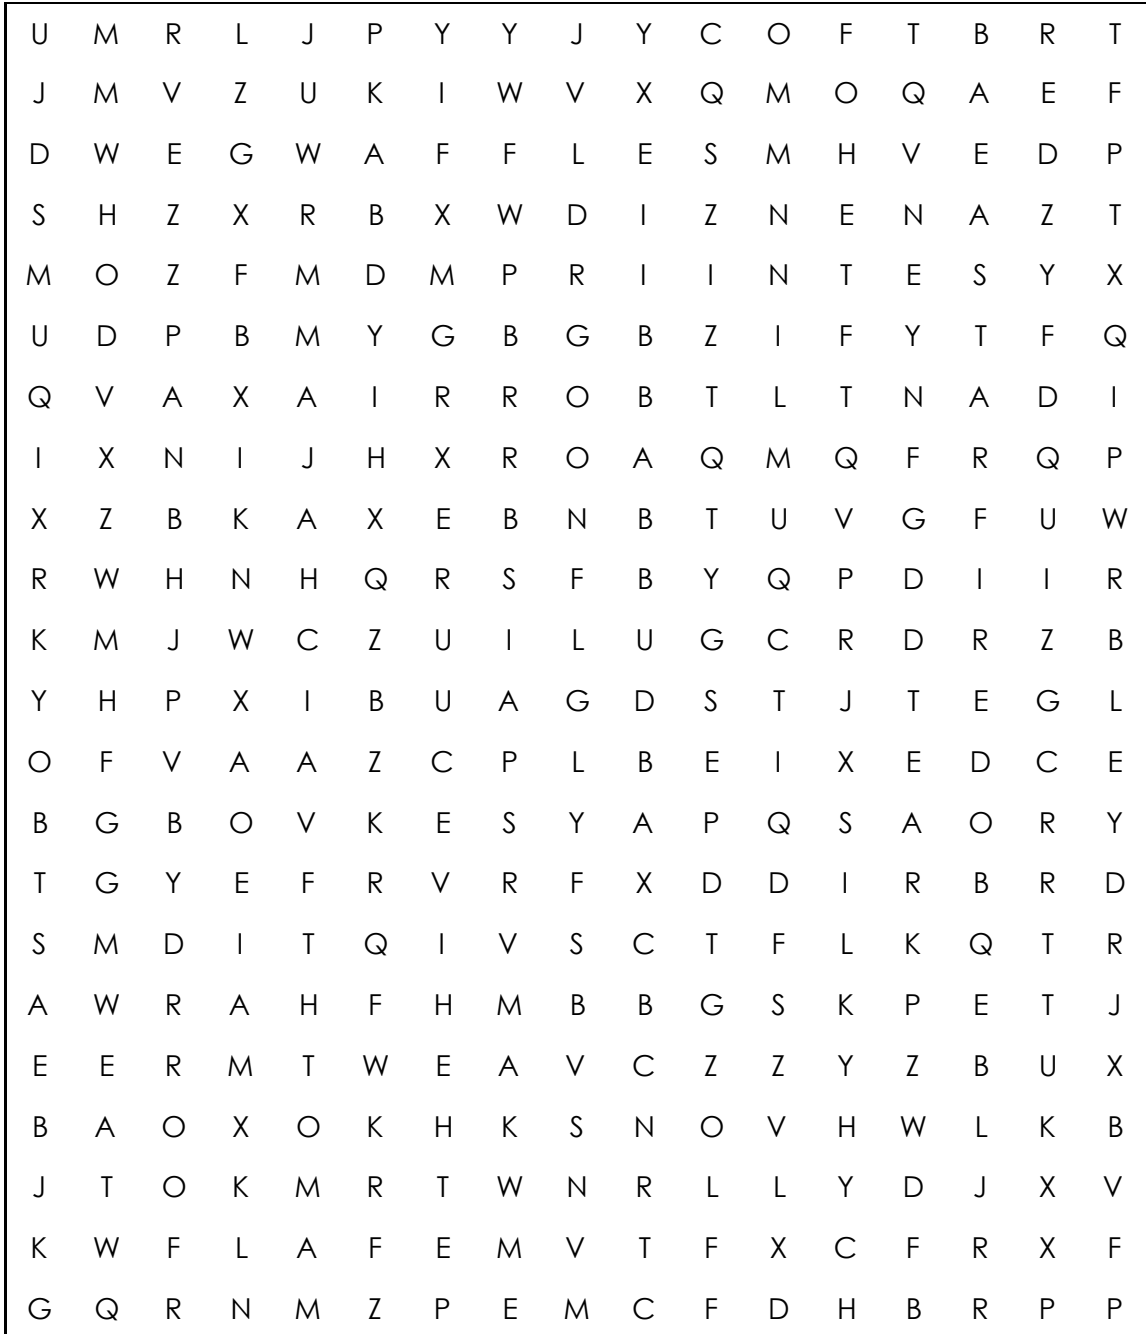 U M R L J P Y Y J Y C O F T B R T
J M V Z U K I W V X Q M O Q A E F
D W E G W A F F L E S M H V E D P
S H Z X R B X W D I Z N E N A Z T
M O Z F M D M P R I I N T E S Y X
U D P B M Y G B G B Z I F Y T F Q
Q V A X A I R R O B T L T N A D I
I X N I J H X R O A Q M Q F R Q P
X Z B K A X E B N B T U V G F U W
R W H N H Q R S F B Y Q P D I I R
K M J W C Z U I L U G C R D R Z B
Y H P X I B U A G D S T J T E G L
O F V A A Z C P L B E I X E D C E
B G B O V K E S Y A P Q S A O R Y
T G Y E F R V R F X D D I R B R D
S M D I T Q I V S C T F L K Q T R
A W R A H F H M B B G S K P E T J
E E R M T W E A V C Z Z Y Z B U X
B A O X O K H K S N O V H W L K B
J T O K M R T W N R L L Y D J X V
K W F L A F E M V T F X C F R X F
G Q R N M Z P E M C F D H B R P P